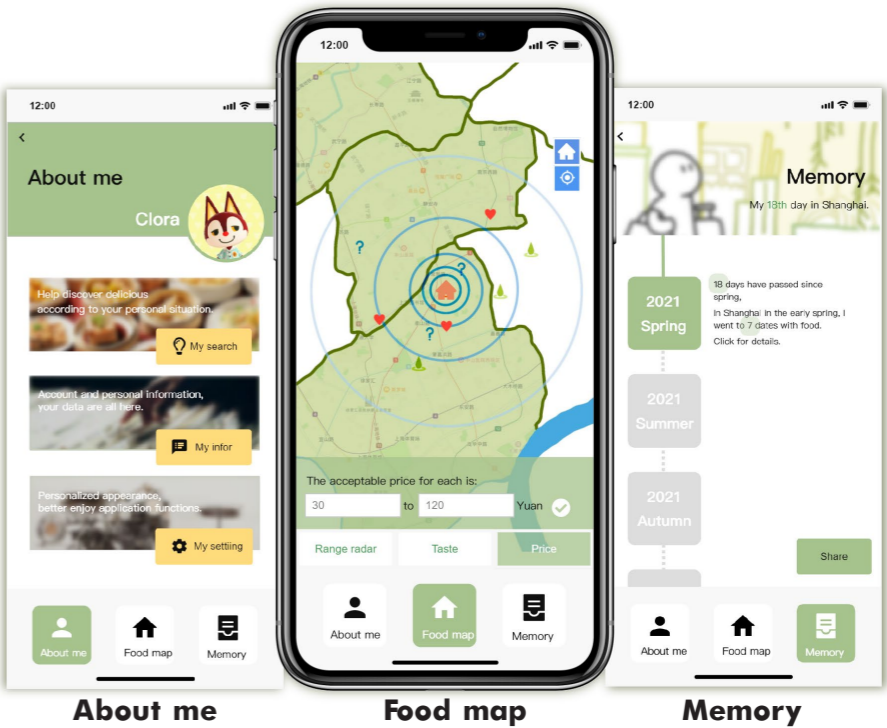 12:00
About me
Clora
Help discover delicious
according to your personal situation.
My search
Account and personal information,
your data are all here.
My infor
Personalized appearance,
better enjoy application functions.
My settiing
About me
Food map
Memory
About me
12:00
?
?
?
The acceptable price for each is:
30 to 120 Yuan
Range radar
Taste
Price
About me
Food map
Memory
Food map
12:00
Memory
My 18th day in Shanghai.
2021
Spring
18 days have passed since
spring,
In Shanghai in the early spring, I
went to 7 dates with food.
Click for details.
2021
Summer
2021
Autumn
Share
About me
Food map
Memory
Memory